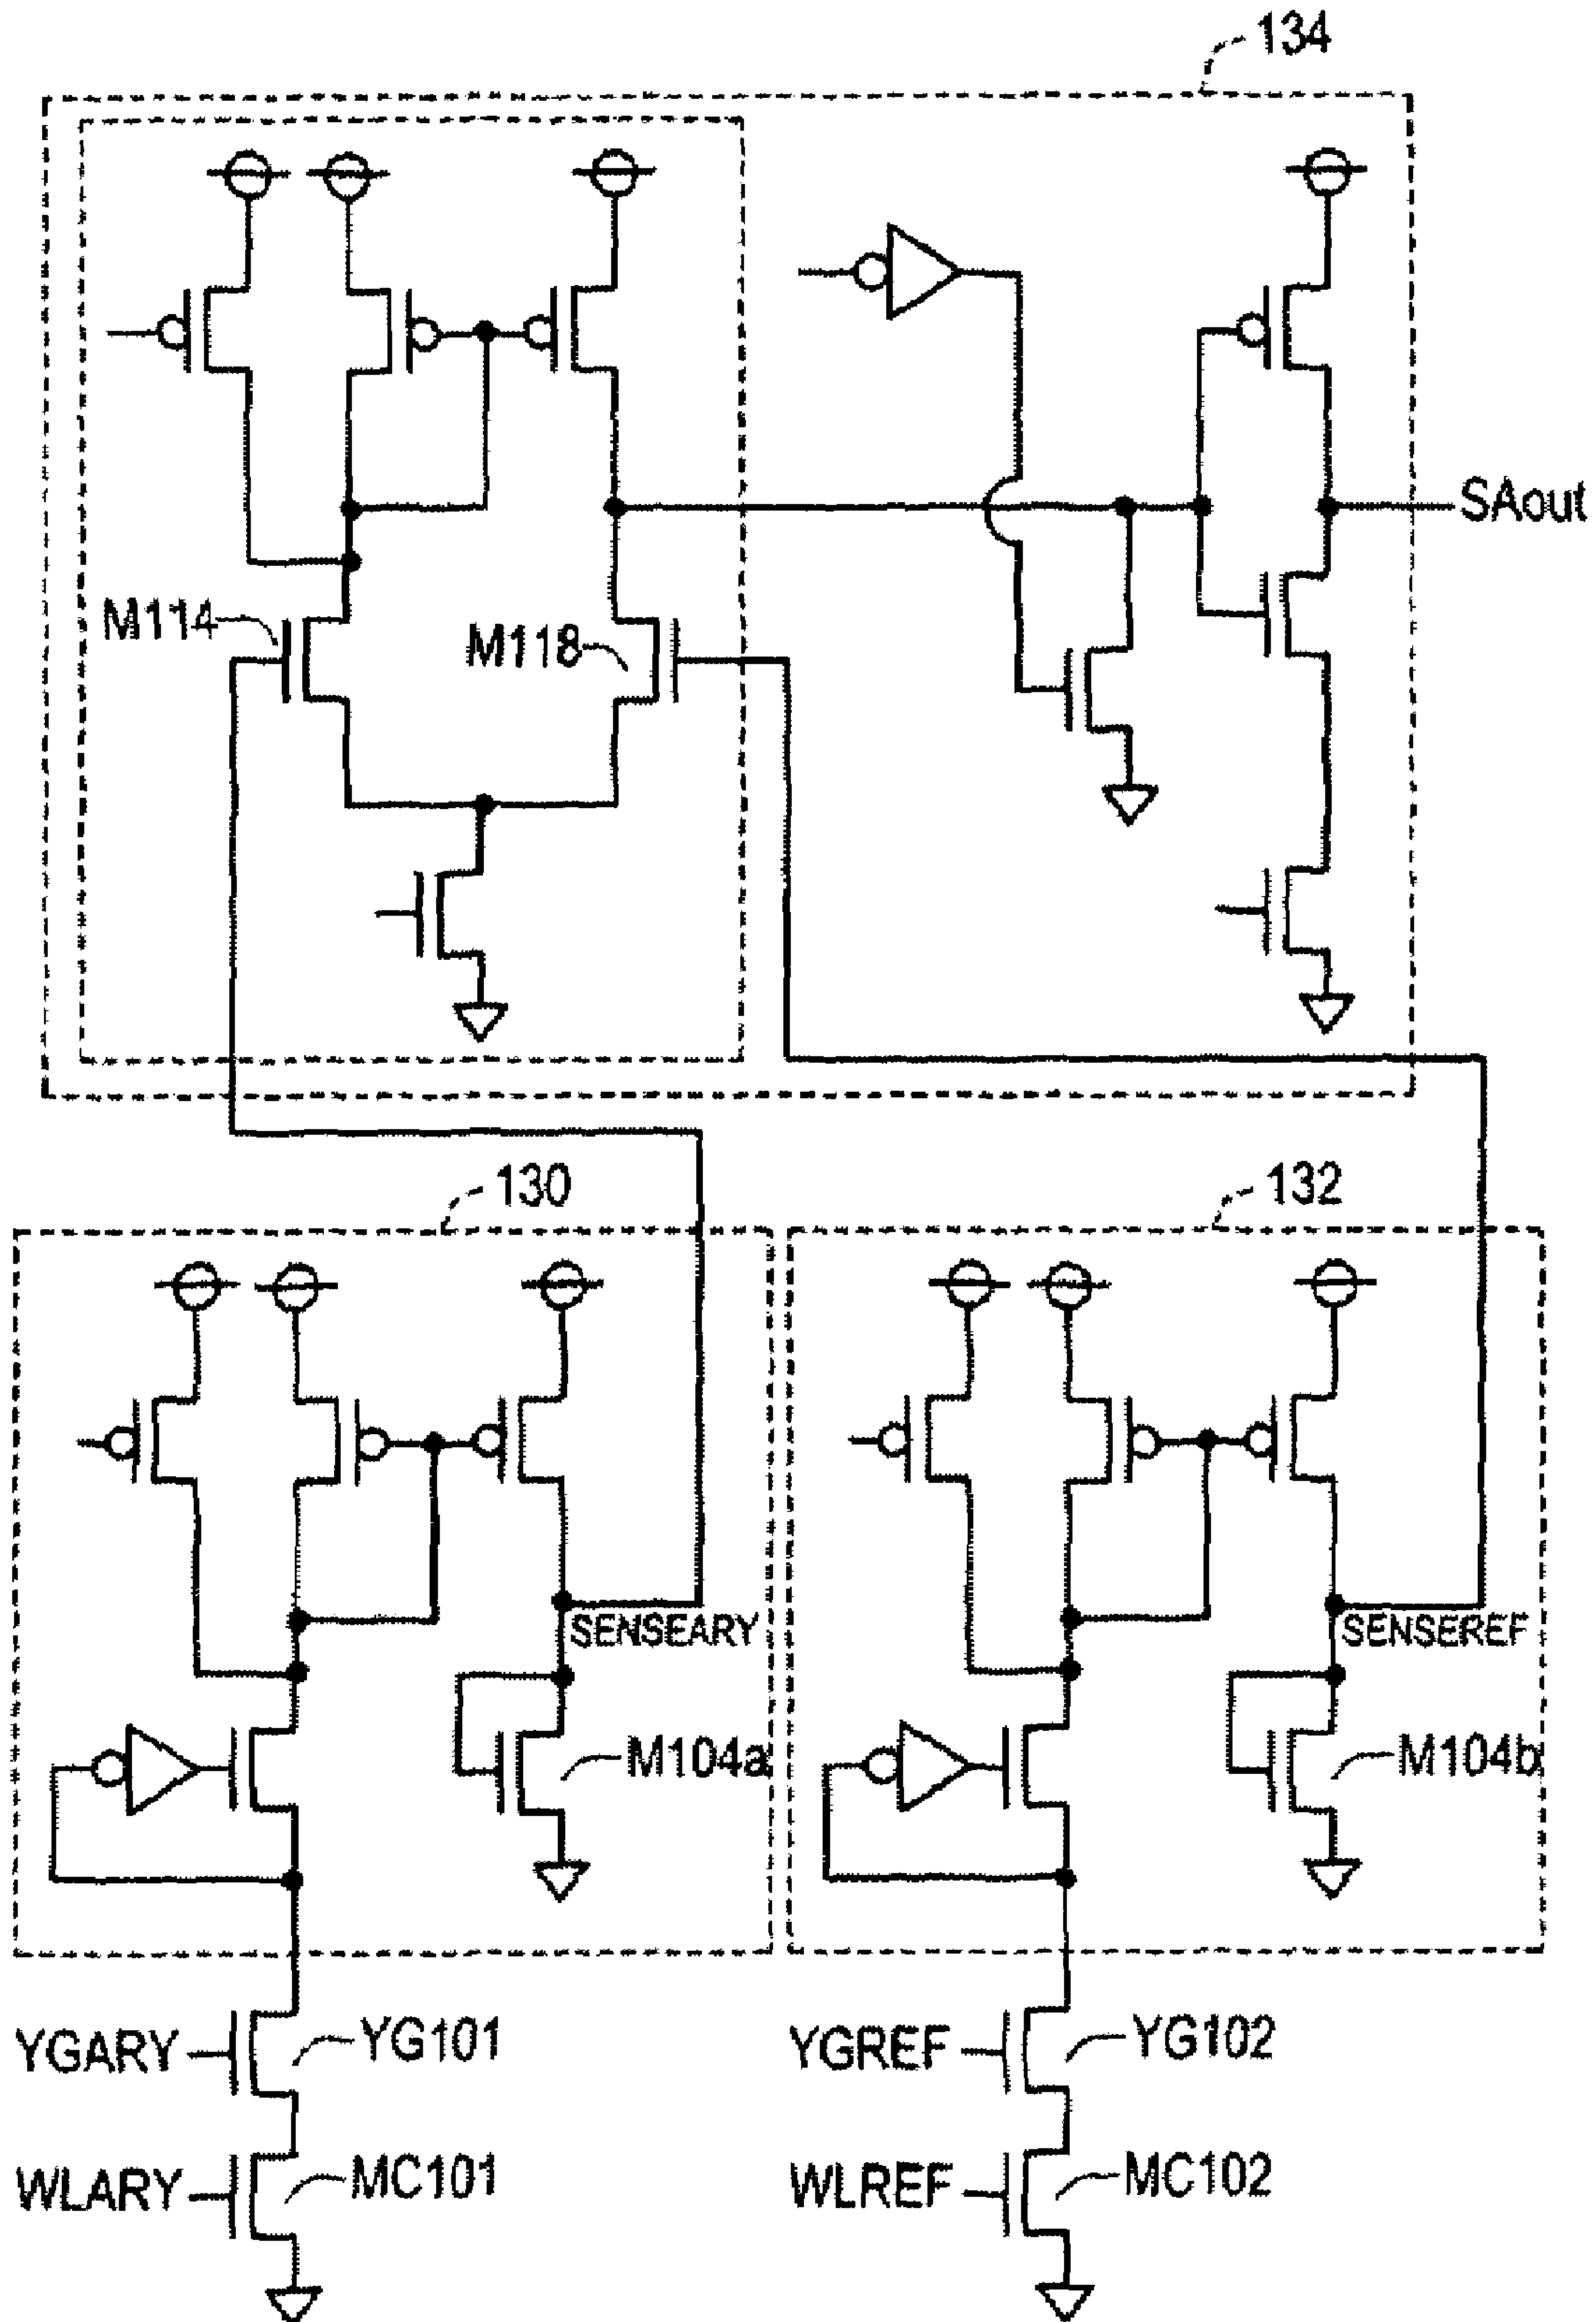 134
SAout
M114
M118
130
132
SENSEARY
SENSEREF
M104a
M104b
YGARY
YG101
YGREF
YG102
WLARY
MC101
WLREF
MC102